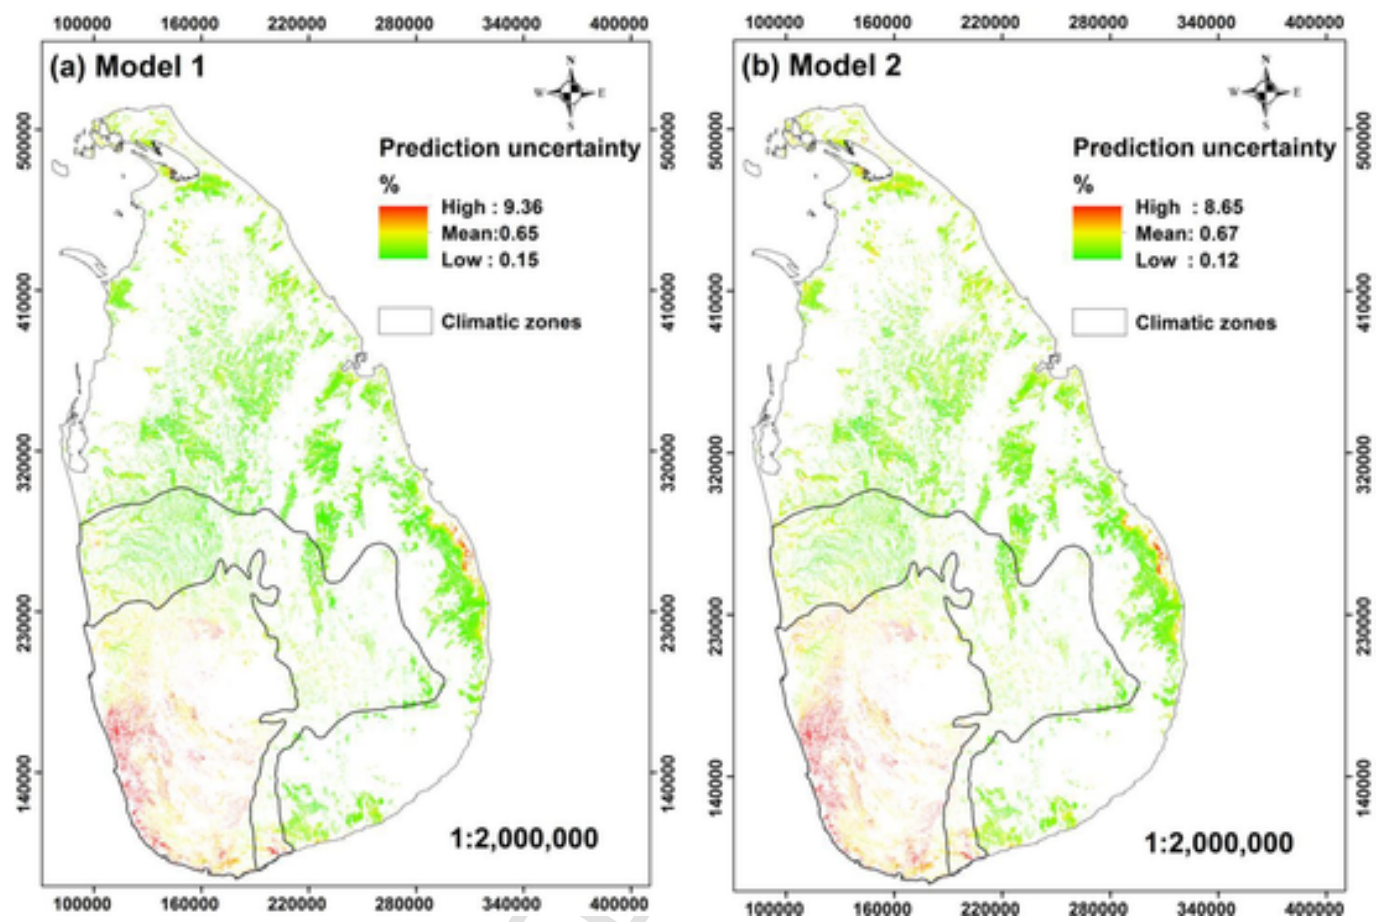 100000 160000 220000 280000 340000 400000
100000 160000 220000 280000 340000 400000
(a) Model 1
N
W E
S
Prediction uncertainty
%
High : 9.36
Mean:0.65
Low : 0.15
Climatic zones
1:2,000,000
500000
410000
320000
230000
140000
500000
410000
320000
230000
140000
100000 160000 220000 280000 340000 400000
(b) Model 2
N
W E
S
Prediction uncertainty
%
High : 8.65
Mean: 0.67
Low : 0.12
Climatic zones
1:2,000,000
500000
410000
320000
230000
140000
500000
410000
320000
230000
140000
100000 160000 220000 280000 340000 400000